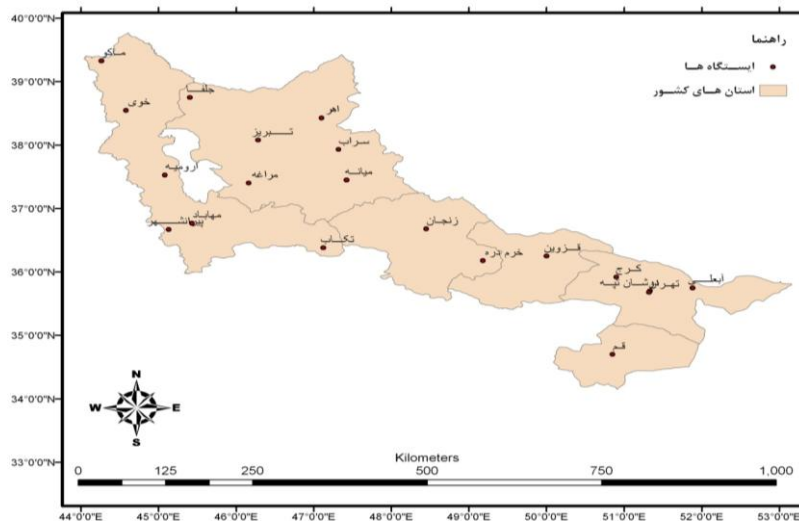 راهنما
ایستگاه ها
استان های کشور
40°0'0"N
39°0'0"N
38°0'0"N
37°0'0"N
36°0'0"N
35°0'0"N
34°0'0"N
33°0'0"N
ماکو
جلفا
خوی
اهر
تبریز
سراب
ارومیه
مراغه
میانه
مهاباد
پیرانشهر
تکاب
زنجان
خرم دره
قزوین
کرج
آبعلی
دوشان تپه
تهران
قم
N
W
E
S
Kilometers
0 125 250 500 750 1,000
44°0'0"E 45°0'0"E 46°0'0"E 47°0'0"E 48°0'0"E 49°0'0"E 50°0'0"E 51°0'0"E 52°0'0"E 53°0'0"E